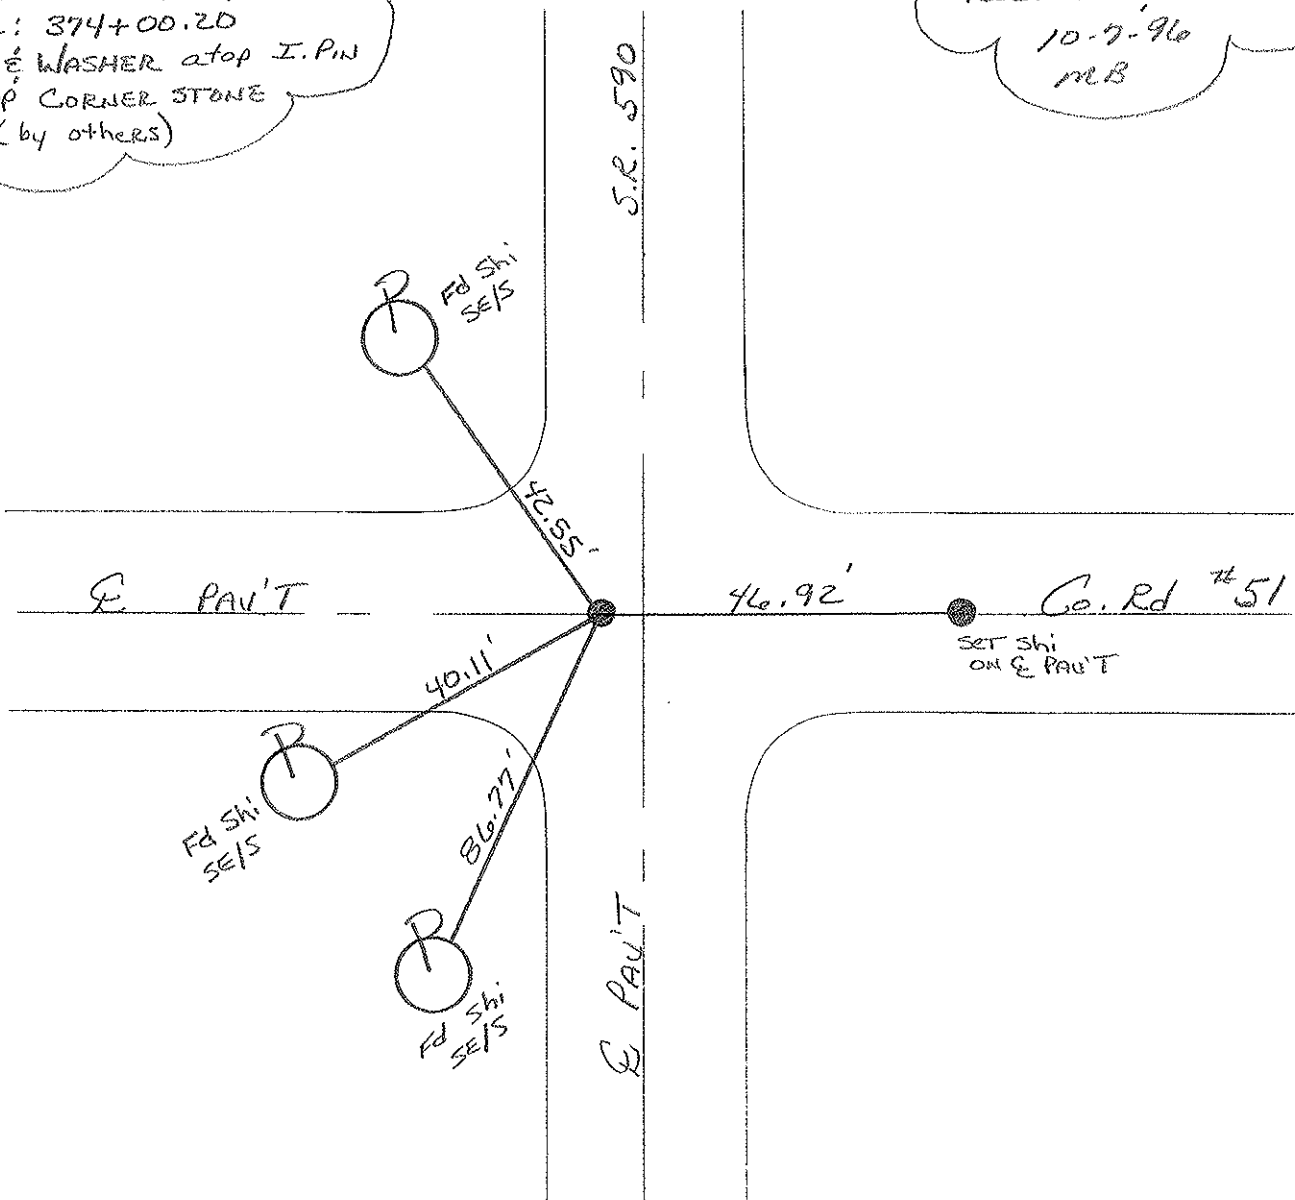 : 374+00.20
& WASHER atop I. PIN
CORNER STONE
(by others)
10-7-96
MB
S.R. 590
P
Fd Shi
SE/S
42.55'
℄ PAV'T
46.92'
Co. Rd #51
SET Shi
ON ℄ PAV'T
40.11'
P
Fd Shi
SE/S
86.77'
P
Fd Shi
SE/S
℄ PAV'T